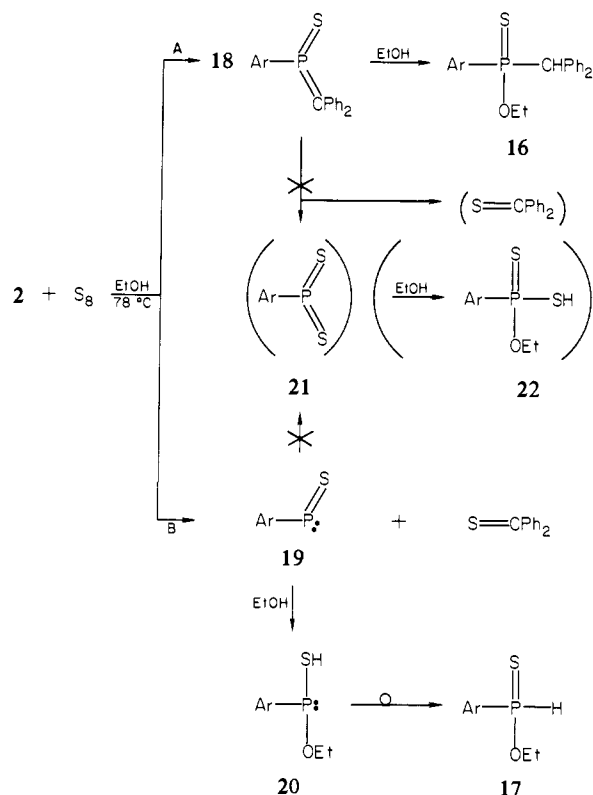 A
18 Ar P S CPh2 EtOH Ar S P CHPh2 OEt
16
(S=CPh2)
2 + S8 EtOH 78 °C
(Ar P S S) (EtOH Ar S P SH OEt)
21 22
B
Ar P: S + S=CPh2
19
EtOH
Ar SH P: OEt Ar S P H OEt
20 17